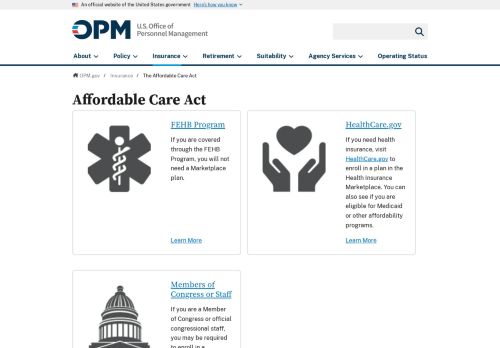 An official website of the United States government Here's how you know
OPM U.S. Office of
Personnel Management
About Policy Insurance Retirement Suitability Agency Services Operating Status
OPM.gov / Insurance / The Affordable Care Act
Affordable Care Act
FEHB Program
If you are covered
through the FEHB
Program, you will not
need a Marketplace
plan.
Learn More
HealthCare.gov
If you need health
insurance, visit
HealthCare.gov to
enroll in a plan in the
Health Insurance
Marketplace. You can
also see if you are
eligible for Medicaid
or other affordability
programs.
Learn More
Members of
Congress or Staff
If you are a Member
of Congress or official
congressional staff,
you may be required
to enroll in a